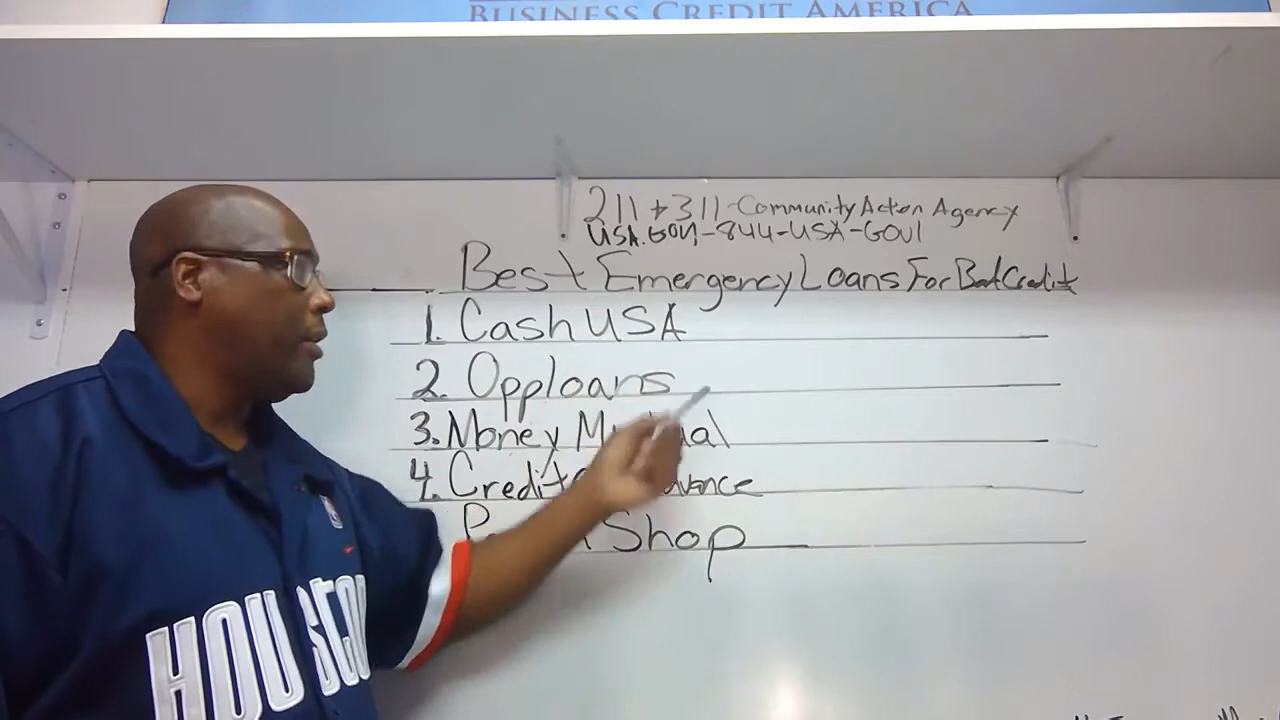 BUSINESS CREDIT AMERICA
211 + 311-Community Action Agency
USA.GOV-844-USA-GOV1
Best Emergency Loans For Bad Credit
1. Cash USA
2. Opploans
3. Money
4. Credit
Shop
HOUSTON